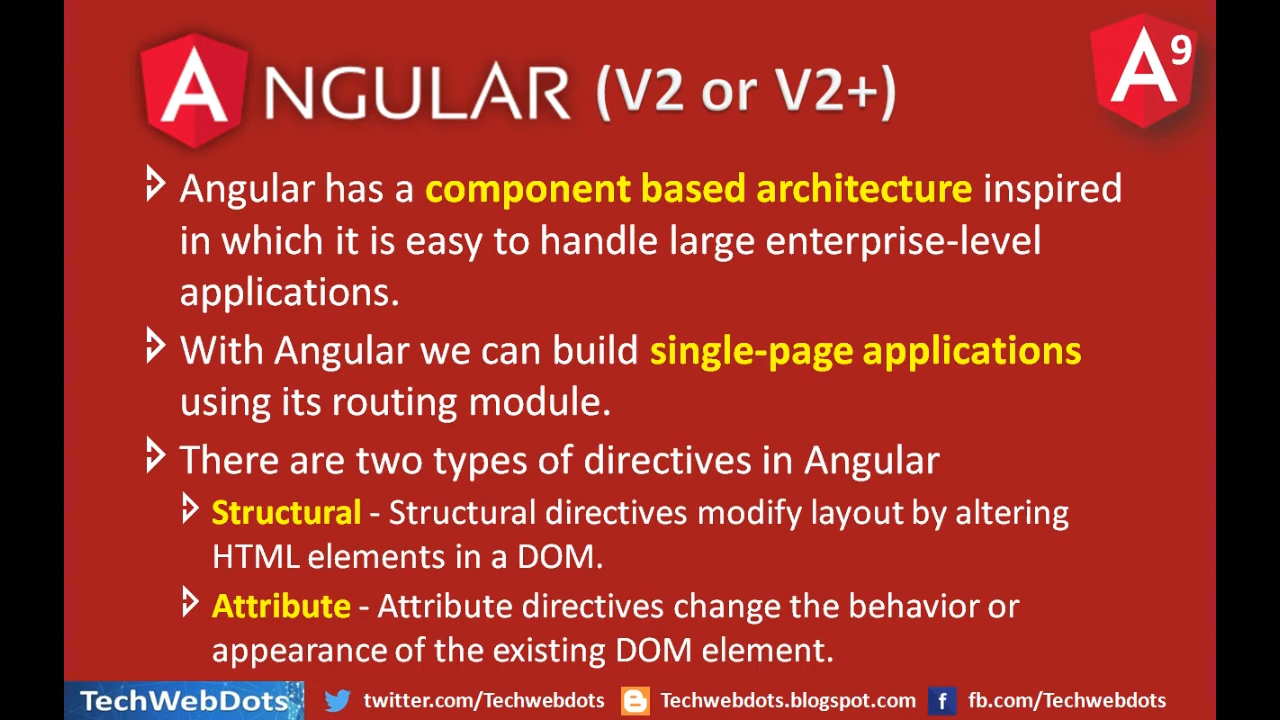 ANGULAR (V2 or V2+)
A9
Angular has a component based architecture inspired
in which it is easy to handle large enterprise-level
applications.
With Angular we can build single-page applications
using its routing module.
There are two types of directives in Angular
Structural - Structural directives modify layout by altering
HTML elements in a DOM.
Attribute - Attribute directives change the behavior or
appearance of the existing DOM element.
TechWebDots twitter.com/Techwebdots Techwebdots.blogspot.com fb.com/Techwebdots